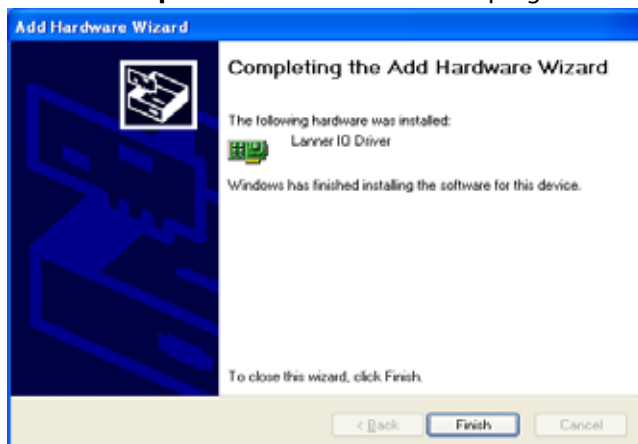 Add Hardware Wizard
Completing the Add Hardware Wizard
The following hardware was installed:
Lanner IO Driver
Windows has finished installing the software for this device.
To close this wizard, click Finish.
< Back Finish Cancel